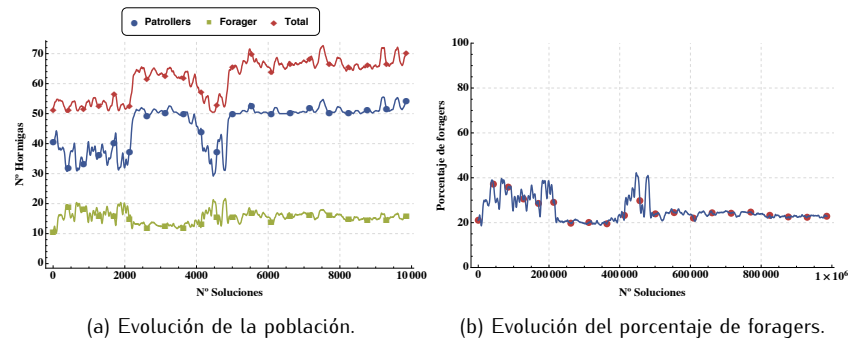 Patrollers Forager Total
Nº Hormigas
70
60
50
40
30
20
10
0
0 2000 4000 6000 8000 10 000
Nº Soluciones
(a) Evolución de la población.
Porcentaje de foragers
100
80
60
40
20
0
0 200 000 400 000 600 000 800 000 1 × 10⁶
Nº Soluciones
(b) Evolución del porcentaje de foragers.